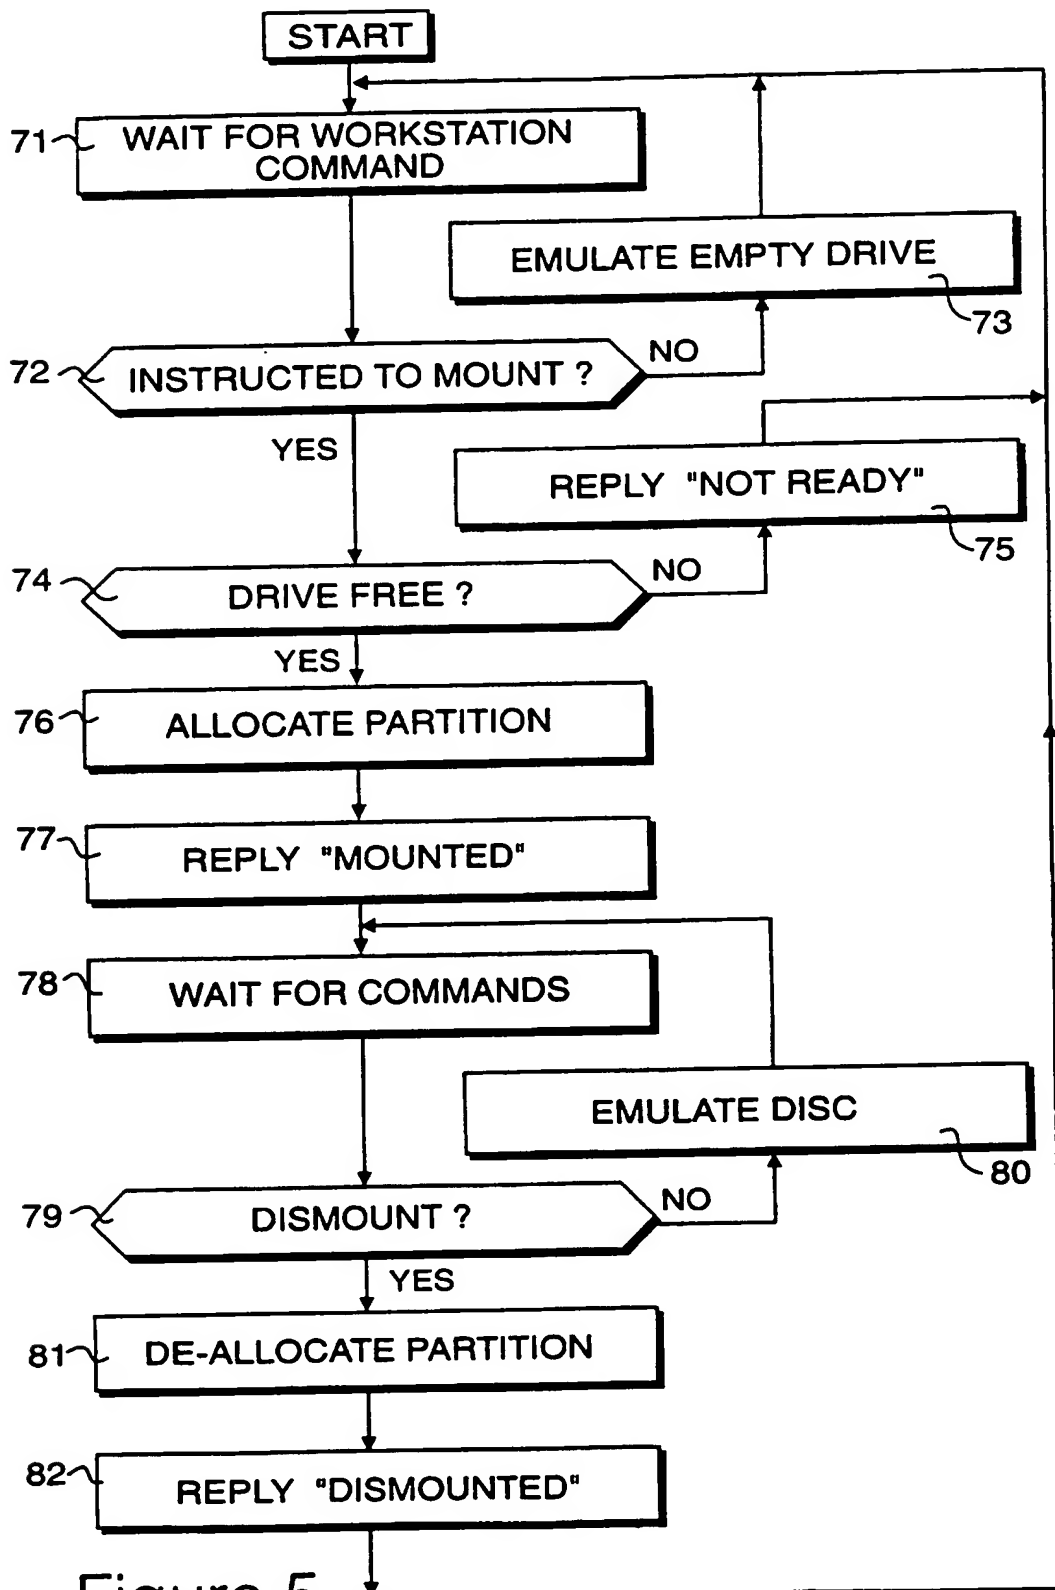 START
71
WAIT FOR WORKSTATION
COMMAND
EMULATE EMPTY DRIVE
73
72
INSTRUCTED TO MOUNT ?
NO
YES
REPLY "NOT READY"
75
74
DRIVE FREE ?
NO
YES
76
ALLOCATE PARTITION
77
REPLY "MOUNTED"
78
WAIT FOR COMMANDS
EMULATE DISC
80
79
DISMOUNT ?
NO
YES
81
DE-ALLOCATE PARTITION
82
REPLY "DISMOUNTED"
Figure 5